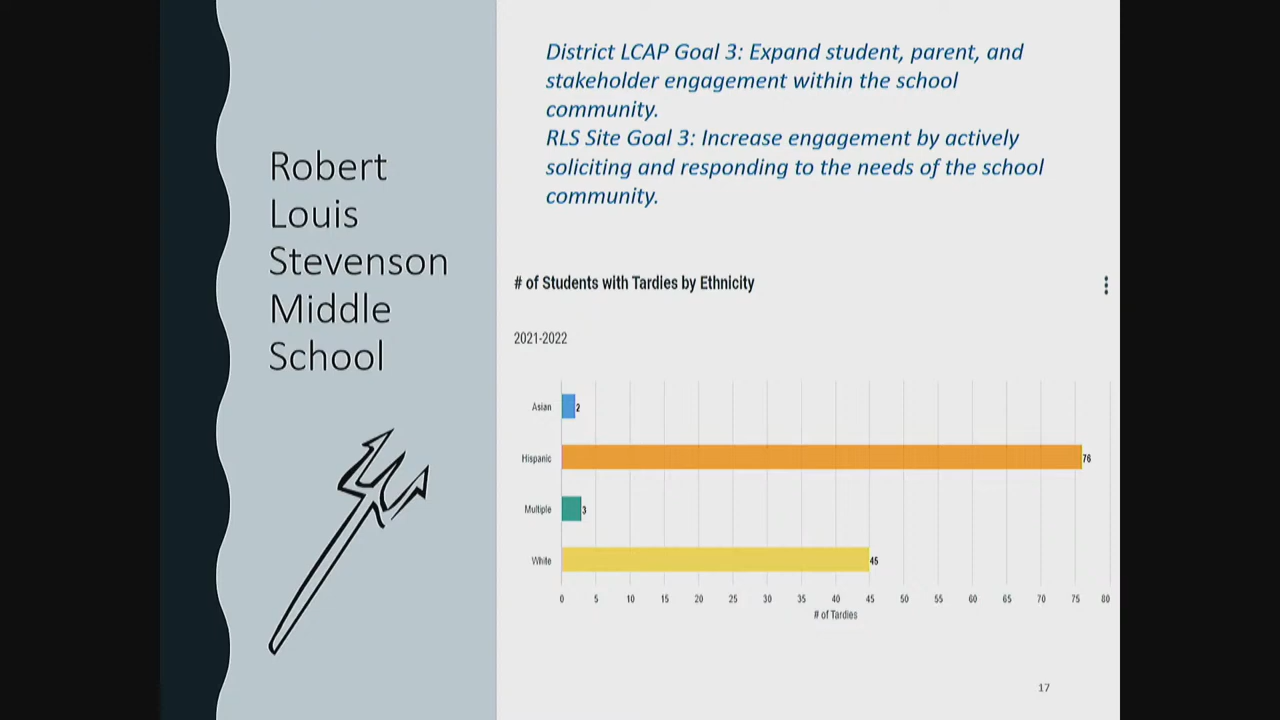 Robert
Louis
Stevenson
Middle
School
District LCAP Goal 3: Expand student, parent, and
stakeholder engagement within the school
community.
RLS Site Goal 3: Increase engagement by actively
soliciting and responding to the needs of the school
community.
# of Students with Tardies by Ethnicity
2021-2022
Asian 2
Hispanic 76
Multiple 3
White 45
0 5 10 15 20 25 30 35 40 45 50 55 60 65 70 75 80
# of Tardies
17